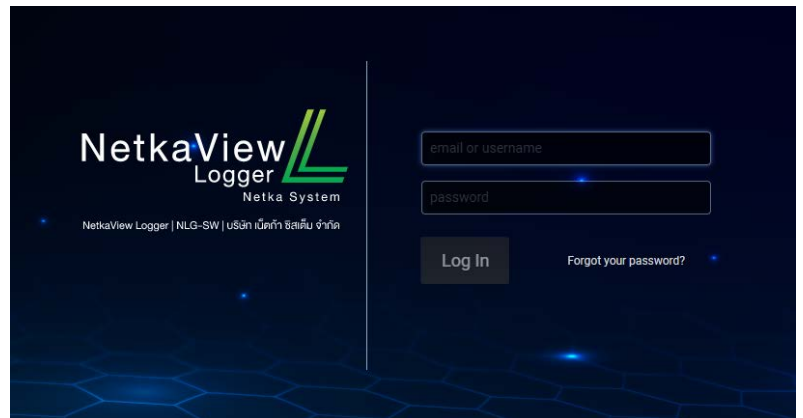 NetkaView
Logger
Netka System
NetkaView Logger | NLG-SW | บริษัท เน็ตก้า ซิสเต็ม จำกัด
email or username
password
Log In
Forgot your password?